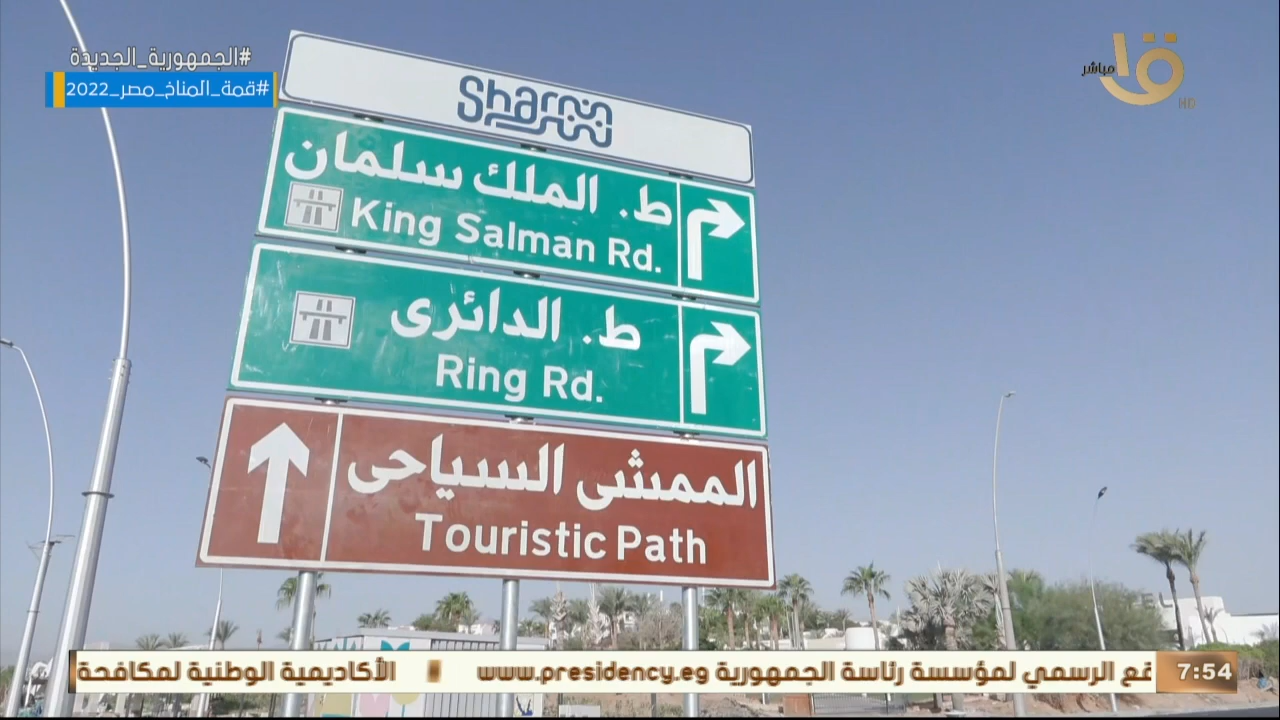 #الجمهورية_الجديدة
#قمة_المناخ_مصر_2022
مباشر
HD
Sharm
ط. الملك سلمان
King Salman Rd.
ط. الدائرى
Ring Rd.
الممشى السياحى
Touristic Path
الرسمي لمؤسسة رئاسة الجمهورية www.presidency.eg الأكاديمية الوطنية لمكافحة
7:54